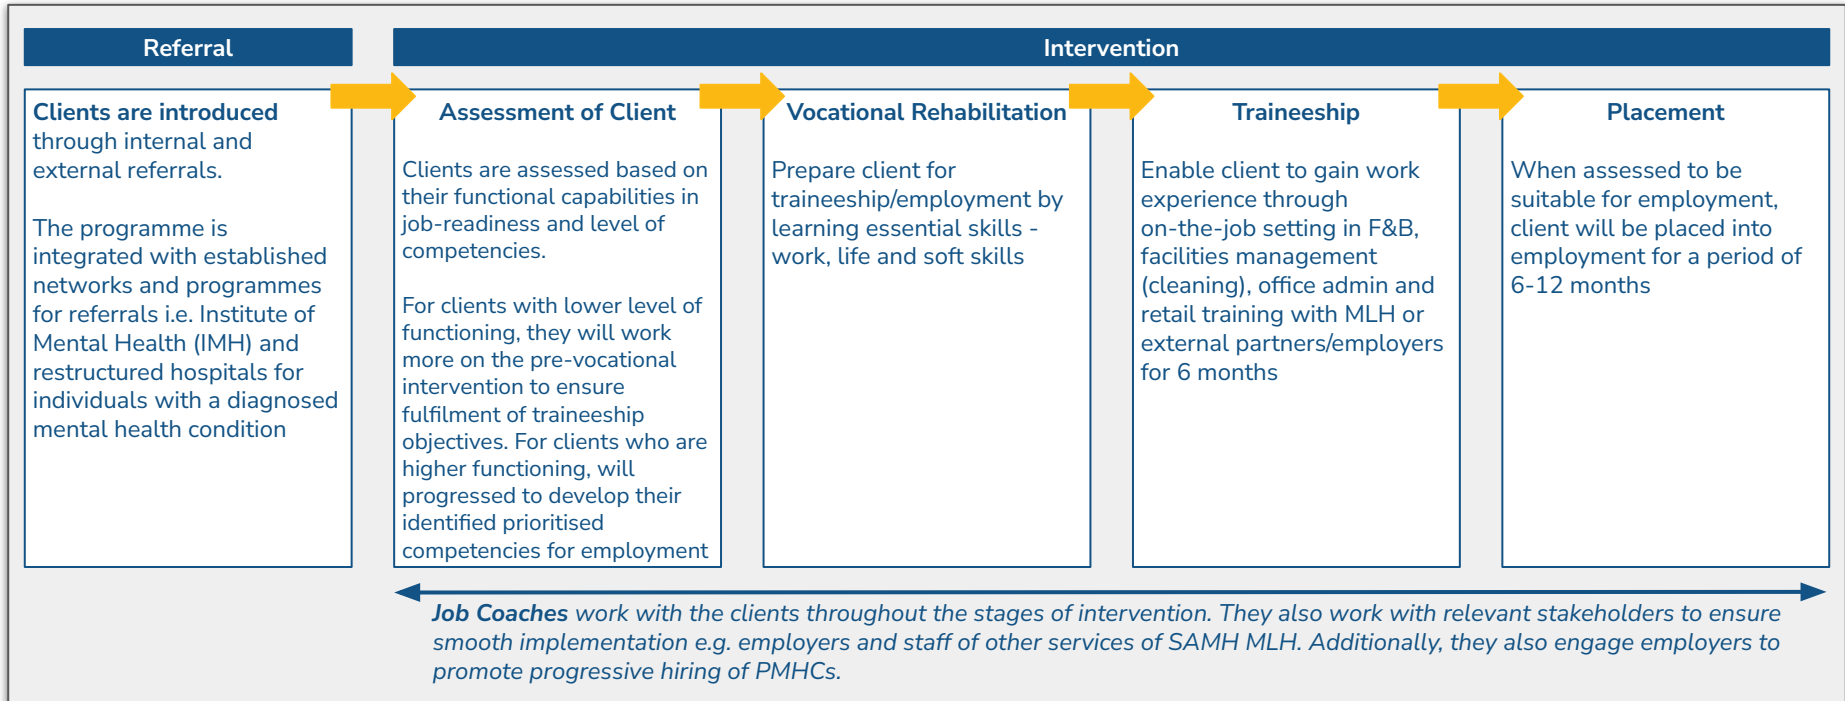 Referral
Intervention
Clients are introduced
through internal and
external referrals.
The programme is
integrated with established
networks and programmes
for referrals i.e. Institute of
Mental Health (IMH) and
restructured hospitals for
individuals with a diagnosed
mental health condition
Assessment of Client
Clients are assessed based on
their functional capabilities in
job-readiness and level of
competencies.
For clients with lower level of
functioning, they will work
more on the pre-vocational
intervention to ensure
fulfilment of traineeship
objectives. For clients who are
higher functioning, will
progressed to develop their
identified prioritised
competencies for employment
Vocational Rehabilitation
Prepare client for
traineeship/employment by
learning essential skills -
work, life and soft skills
Traineeship
Enable client to gain work
experience through
on-the-job setting in F&B,
facilities management
(cleaning), office admin and
retail training with MLH or
external partners/employers
for 6 months
Placement
When assessed to be
suitable for employment,
client will be placed into
employment for a period of
6-12 months
Job Coaches work with the clients throughout the stages of intervention. They also work with relevant stakeholders to ensure
smooth implementation e.g. employers and staff of other services of SAMH MLH. Additionally, they also engage employers to
promote progressive hiring of PMHCs.